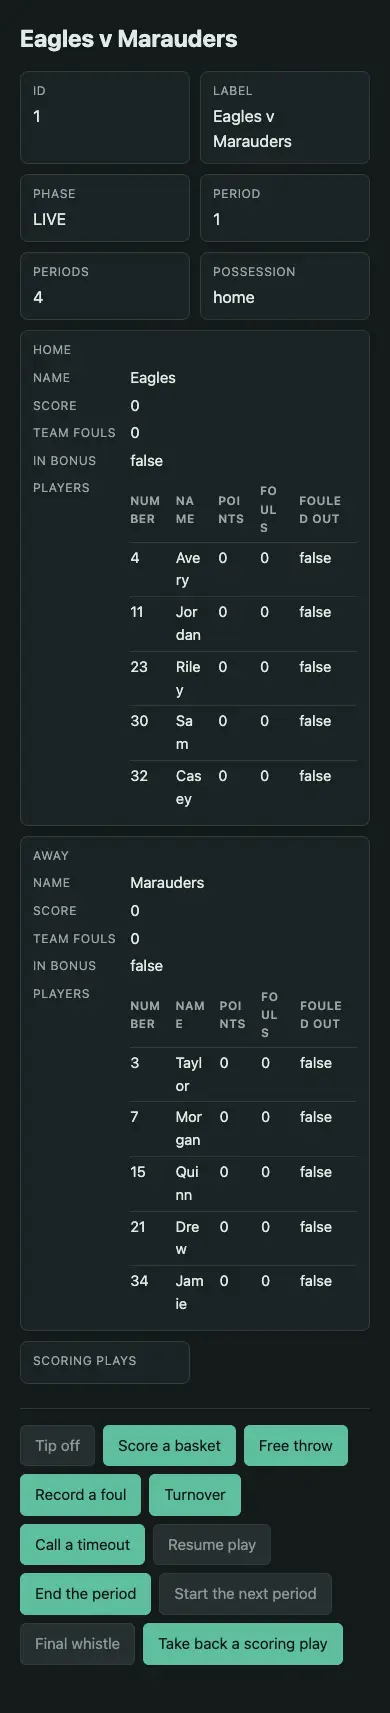 Eagles v Marauders
ID
1
LABEL
Eagles v
Marauders
PHASE
LIVE
PERIOD
1
PERIODS
4
POSSESSION
home
HOME
NAME Eagles
SCORE 0
TEAM FOULS 0
IN BONUS false
PLAYERS
NUM
BER
NA
ME
POI
NTS
FO
UL
S
FOULE
D OUT
4
Ave
ry
0
0
false
11
Jor
dan
0
0
false
23
Rile
y
0
0
false
30
Sa
m
0
0
false
32
Cas
ey
0
0
false
AWAY
NAME Marauders
SCORE 0
TEAM FOULS 0
IN BONUS false
PLAYERS
NUM
BER
NAM
E
POI
NTS
FO
UL
S
FOULE
D OUT
3
Tayl
or
0
0
false
7
Mor
gan
0
0
false
15
Qui
nn
0
0
false
21
Dre
w
0
0
false
34
Jam
ie
0
0
false
SCORING PLAYS
Tip off Score a basket Free throw
Record a foul Turnover
Call a timeout Resume play
End the period Start the next period
Final whistle Take back a scoring play